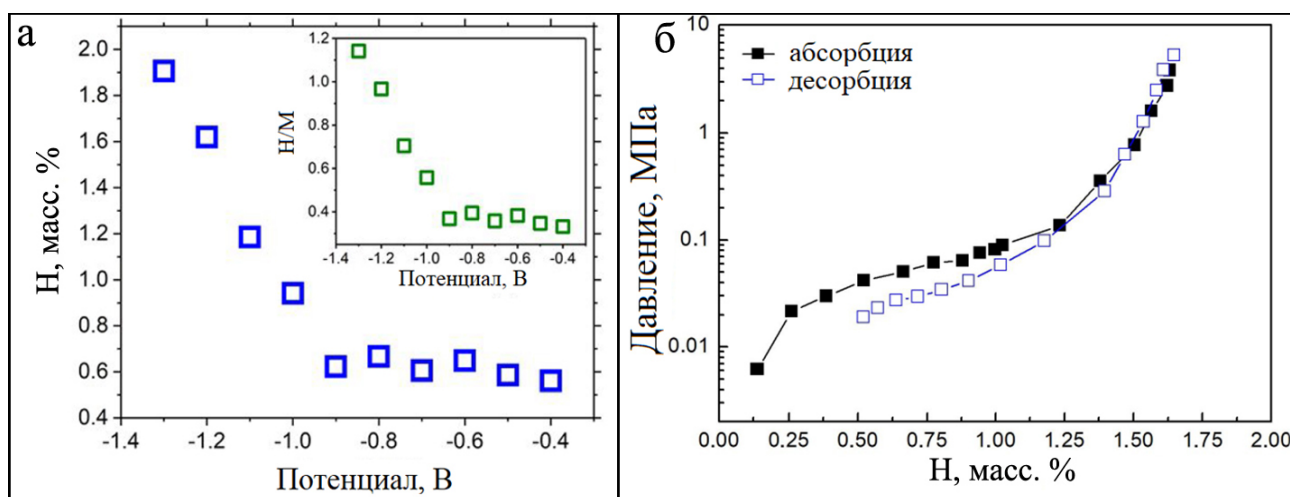 а
Н, масс. %
2.0
1.8
1.6
1.4
1.2
1.0
0.8
0.6
0.4
-1.4 -1.2 -1.0 -0.8 -0.6 -0.4
Потенциал, В
Н/М
1.2
1.0
0.8
0.6
0.4
-1.4 -1.2 -1.0 -0.8 -0.6 -0.4
Потенциал, В
б
абсорбция
десорбция
Давление, МПа
10
1
0.1
0.01
0.00 0.25 0.50 0.75 1.00 1.25 1.50 1.75 2.00
Н, масс. %